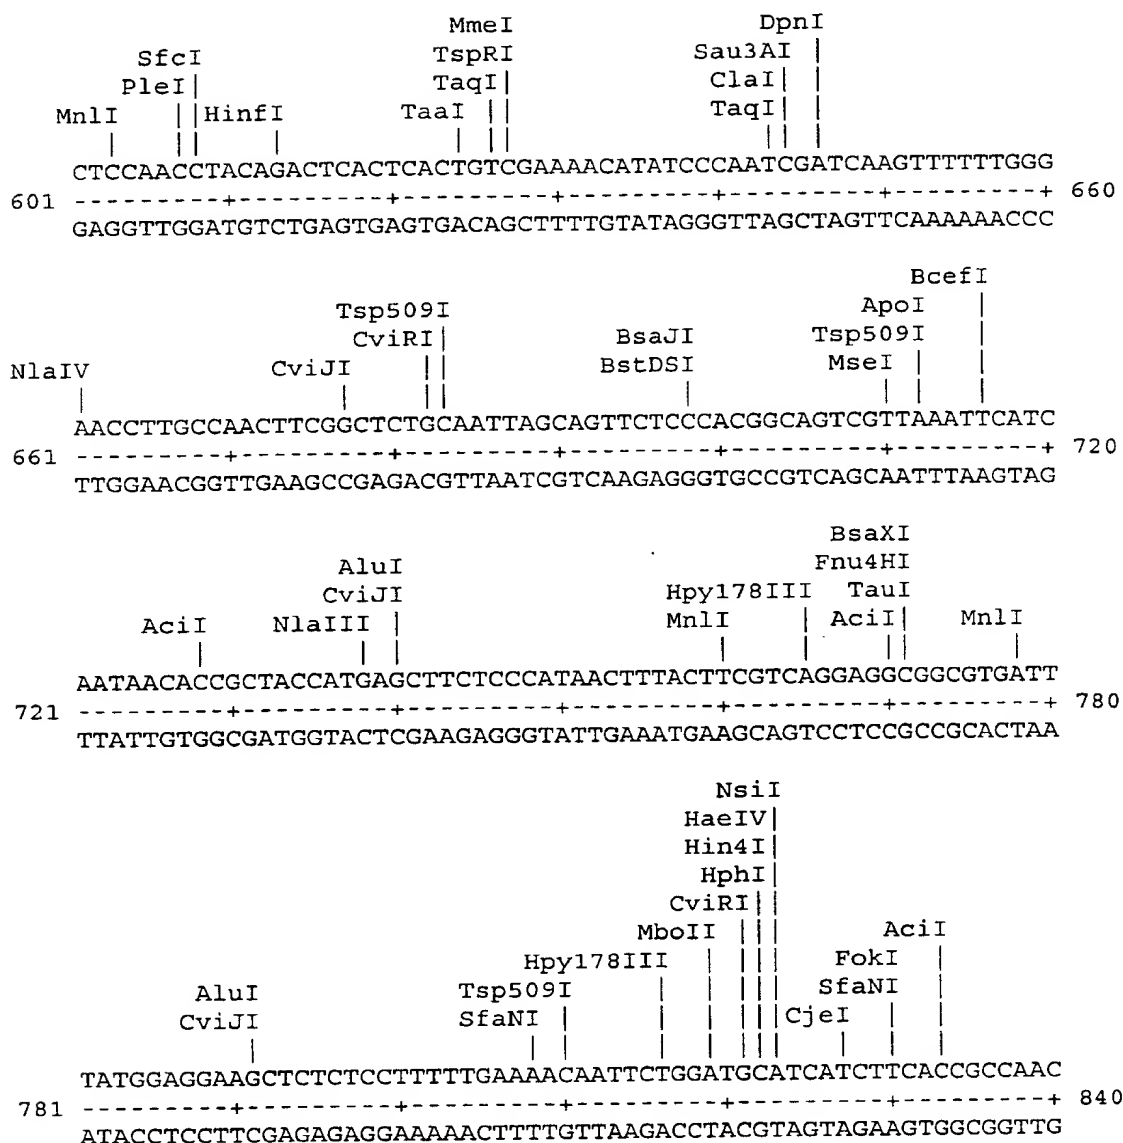 MmeI DpnI
SfcI TspRI Sau3AI
PleI TaqI ClaI
MnlI HinfI TaaI TaqI
CTCCAACCTACAGACTCACTCACTGTCGAAAACATATCCCAATCGATCAAGTTTTTTGGG
601 ---------+---------+---------+---------+---------+---------+ 660
GAGGTTGGATGTCTGAGTGAGTGACAGCTTTTGTATAGGGTTAGCTAGTTCAAAAAACCC
BcefI
Tsp509I ApoI
CviRI BsaJI Tsp509I
NlaIV CviJI BstDSI MseI
AACCTTGCCAACTTCGGCTCTGCAATTAGCAGTTCTCCCACGGCAGTCGTTAAATTCATC
661 ---------+---------+---------+---------+---------+---------+ 720
TTGGAACGGTTGAAGCCGAGACGTTAATCGTCAAGAGGGTGCCGTCAGCAATTTAAGTAG
BsaXI
AluI Fnu4HI
CviJI Hpy178III TauI
AciI NlaIII MnlI AciI MnlI
AATAACACCGCTACCATGAGCTTCTCCCATAACTTTACTTCGTCAGGAGGCGGCGTGATT
721 ---------+---------+---------+---------+---------+---------+ 780
TTATTGTGGCGATGGTACTCGAAGAGGGTATTGAAATGAAGCAGTCCTCCGCCGCACTAA
NsiI
HaeIV
Hin4I
HphI
CviRI
MboII AciI
Hpy178III FokI
AluI Tsp509I SfaNI
CviJI SfaNI CjeI
TATGGAGGAAGCTCTCTCCTTTTTGAAAACAATTCTGGATGCATCATCTTCACCGCCAAC
781 ---------+---------+---------+---------+---------+---------+ 840
ATACCTCCTTCGAGAGAGGAAAAACTTTTGTTAAGACCTACGTAGTAGAAGTGGCGGTTG